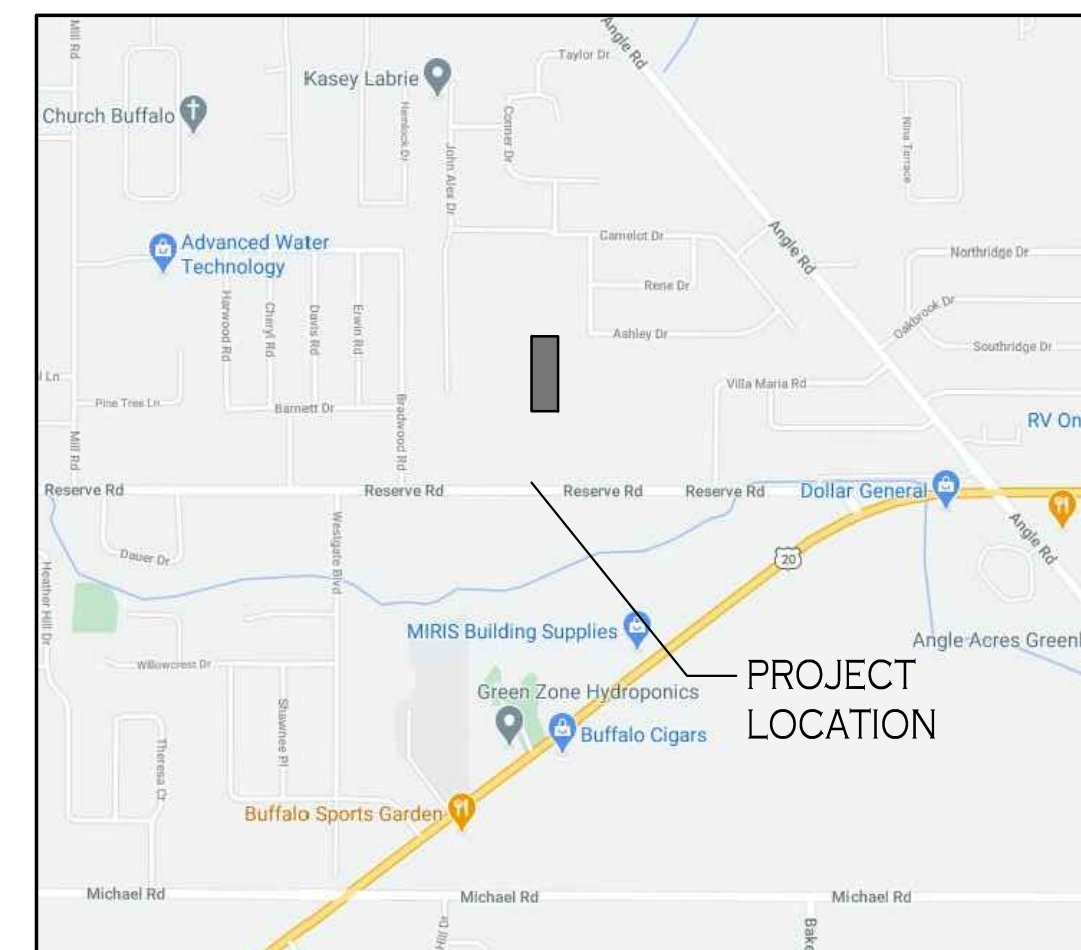 Mill Rd
Angle Rd
Taylor Dr
Kasey Labrie
Church Buffalo
Hemlock Dr
Conner Dr
Nina Terrace
John Alex Dr
Advanced Water
Technology
Camelot Dr
Angle Rd
Northridge Dr
Rene Dr
Harwood Rd
Cheryl Rd
Davis Rd
Erwin Rd
Oakbrook Dr
Ashley Dr
Southridge Dr
l Ln
Villa Maria Rd
Pine Tree Ln
Barnett Dr
Bradwood Rd
RV On
Mill Rd
Reserve Rd
Reserve Rd
Reserve Rd
Reserve Rd
Dollar General
Westgate Blvd
Angle Rd
Dauer Dr
20
Heather Hill Dr
MIRIS Building Supplies
Angle Acres Green
Willowcrest Dr
PROJECT
LOCATION
Green Zone Hydroponics
Shawnee Pl
Buffalo Cigars
Theresa Ct
Buffalo Sports Garden
Michael Rd
Michael Rd
Michael Rd
Hill Dr
Bake